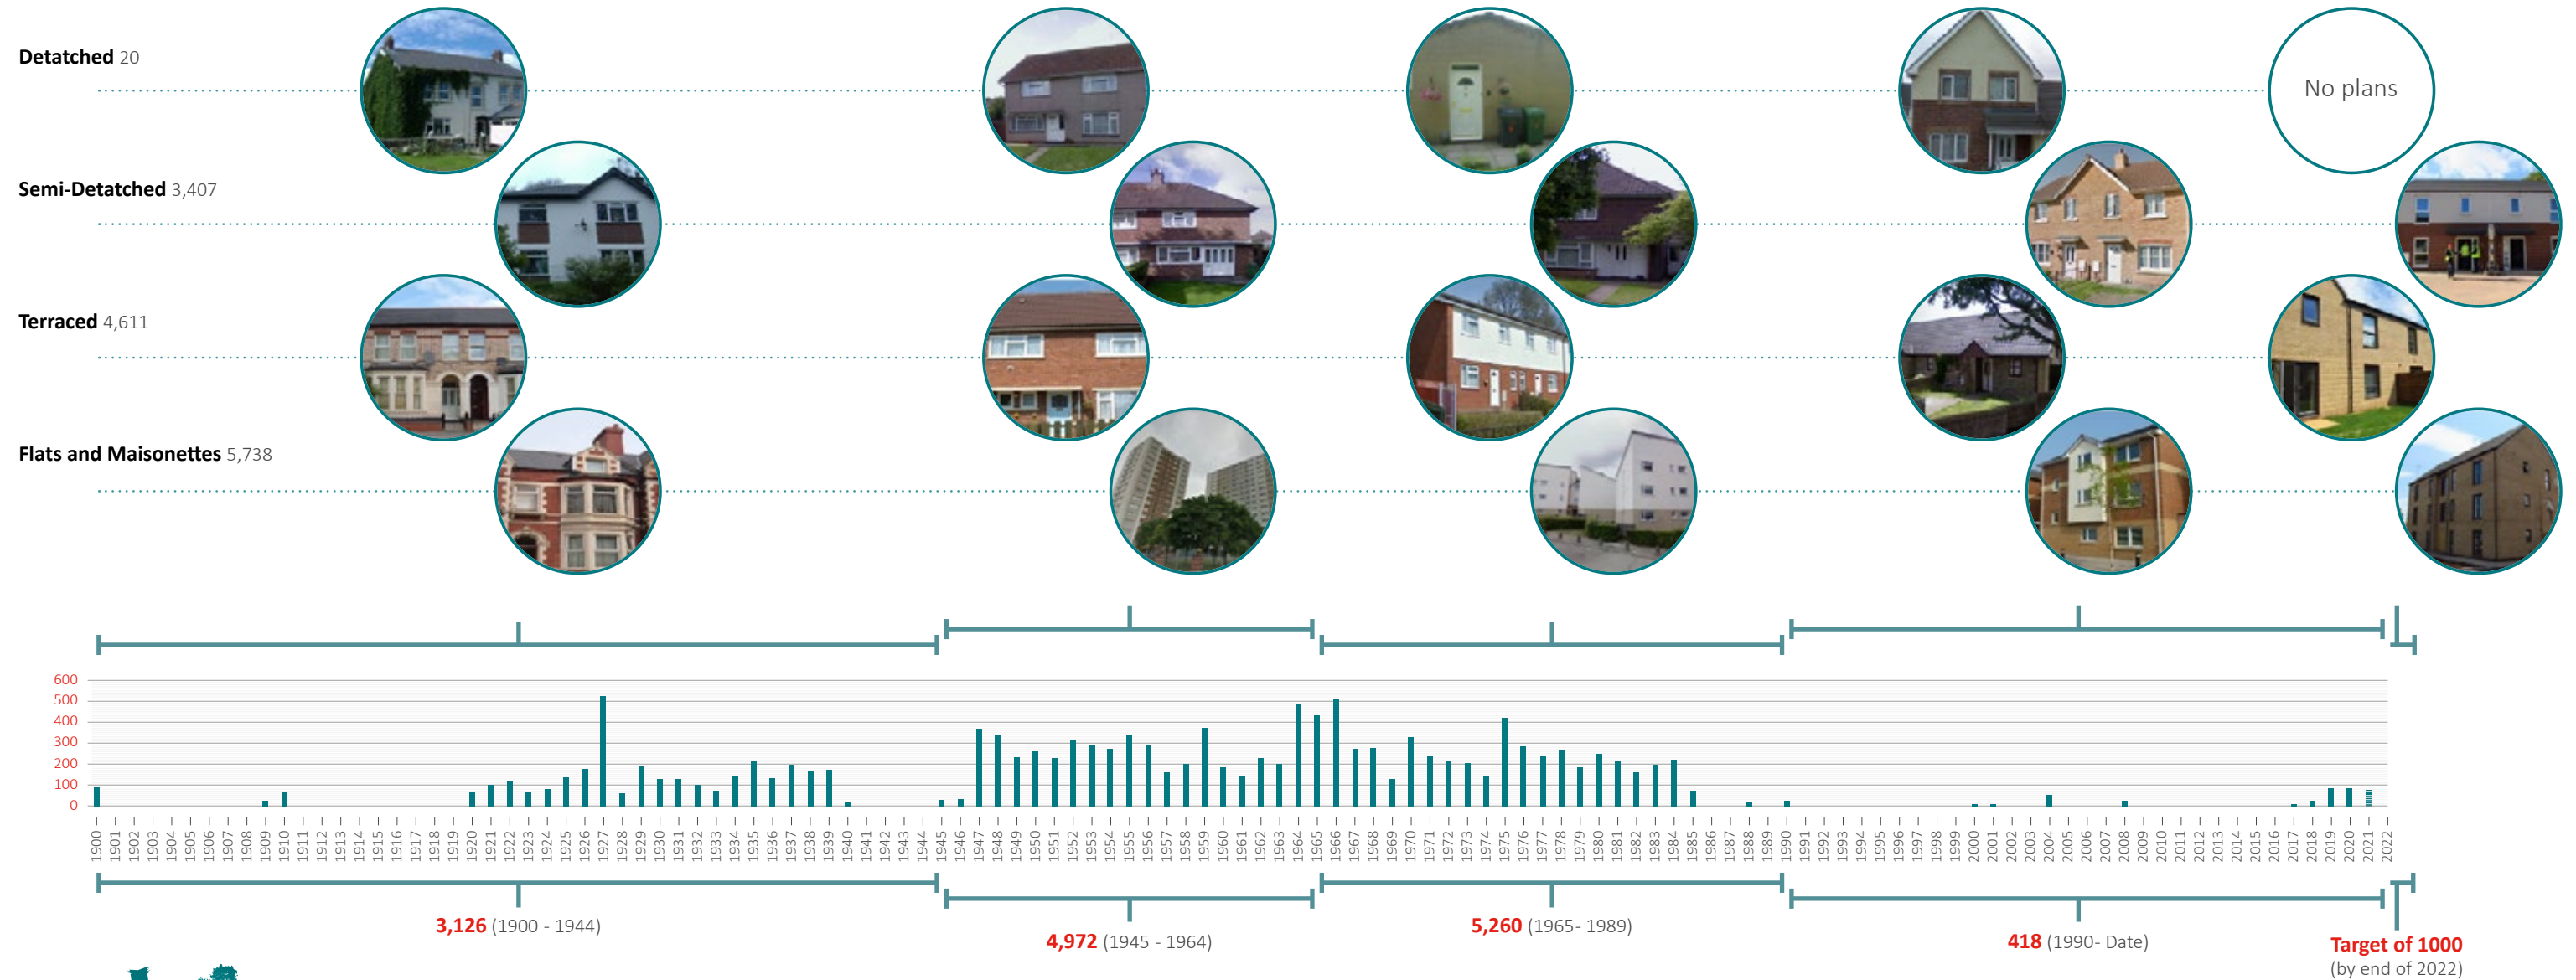 Detatched 20
No plans
Semi-Detatched 3,407
Terraced 4,611
Flats and Maisonettes 5,738
600
500
400
300
200
100
0
1900 1901 1902 1903 1904 1905 1906 1907 1908 1909 1910 1911 1912 1913 1914 1915 1916 1917 1918 1919 1920 1921 1922 1923 1924 1925 1926 1927 1928 1929 1930 1931 1932 1933 1934 1935 1936 1937 1938 1939 1940 1941 1942 1943 1944 1945 1946 1947 1948 1949 1950 1951 1952 1953 1954 1955 1956 1957 1958 1959 1960 1961 1962 1963 1964 1965 1966 1967 1968 1969 1970 1971 1972 1973 1974 1975 1976 1977 1978 1979 1980 1981 1982 1983 1984 1985 1986 1987 1988 1989 1990 1991 1992 1993 1994 1995 1996 1997 1998 1999 2000 2001 2002 2003 2004 2005 2006 2007 2008 2009 2010 2011 2012 2013 2014 2015 2016 2017 2018 2019 2020 2021 2022
3,126 (1900 - 1944)
4,972 (1945 - 1964)
5,260 (1965- 1989)
418 (1990- Date)
Target of 1000
(by end of 2022)